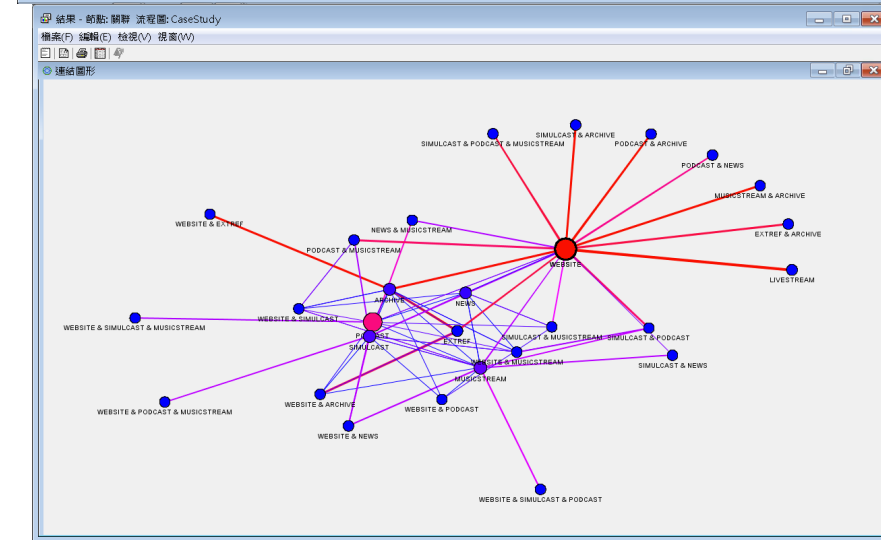 結果 - 節點: 關聯 流程圖: CaseStudy
檔案(F) 編輯(E) 檢視(V) 視窗(W)
連結圖形
SIMULCAST & PODCAST & MUSICSTREAM
SIMULCAST & ARCHIVE
PODCAST & ARCHIVE
PODCAST & NEWS
MUSICSTREAM & ARCHIVE
WEBSITE & EXTREF
NEWS & MUSICSTREAM
EXTREF & ARCHIVE
PODCAST & MUSICSTREAM
WEBSITE
LIVESTREAM
ARCHIVE
NEWS
WEBSITE & SIMULCAST
WEBSITE & SIMULCAST & MUSICSTREAM
PODCAST
SIMULCAST & MUSICSTREAM
SIMULCAST & PODCAST
EXTREF
SIMULCAST
WEBSITE & MUSICSTREAM
SIMULCAST & NEWS
MUSICSTREAM
WEBSITE & ARCHIVE
WEBSITE & PODCAST
WEBSITE & PODCAST & MUSICSTREAM
WEBSITE & NEWS
WEBSITE & SIMULCAST & PODCAST